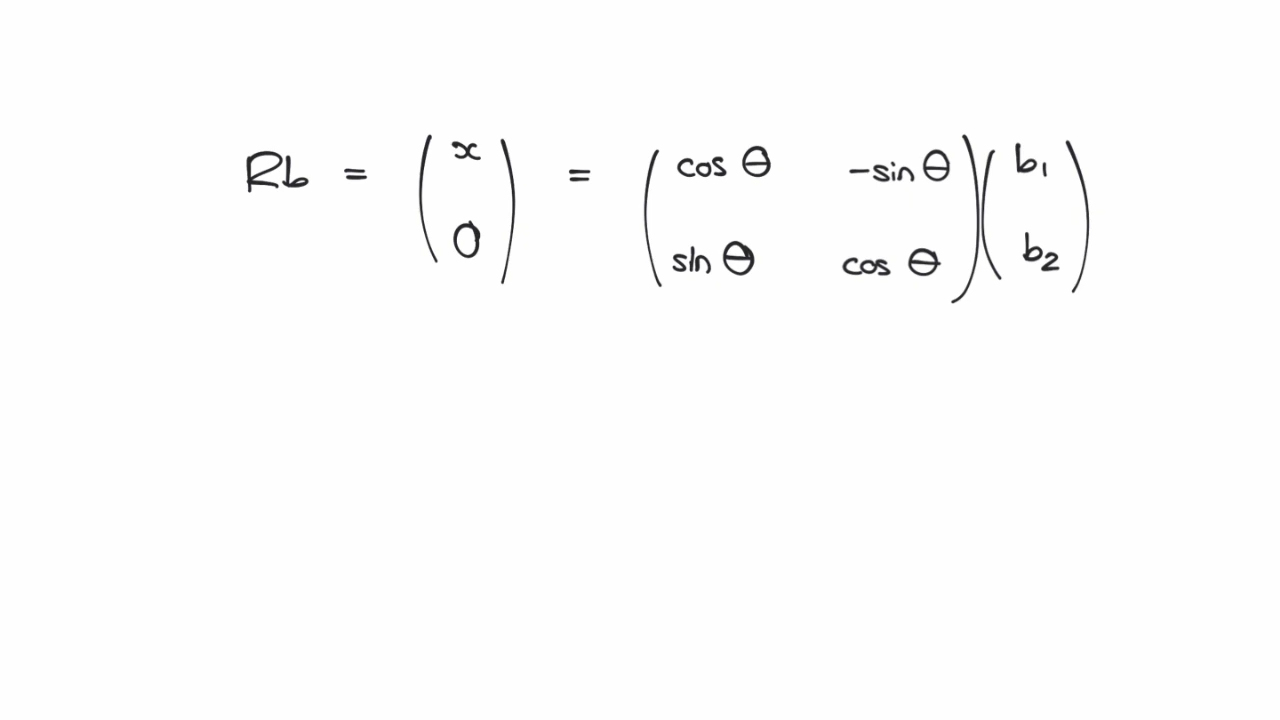 Rb = ( x ) = ( cos θ -sin θ ) ( b₁ )
( 0 ) ( sin θ cos θ ) ( b₂ )